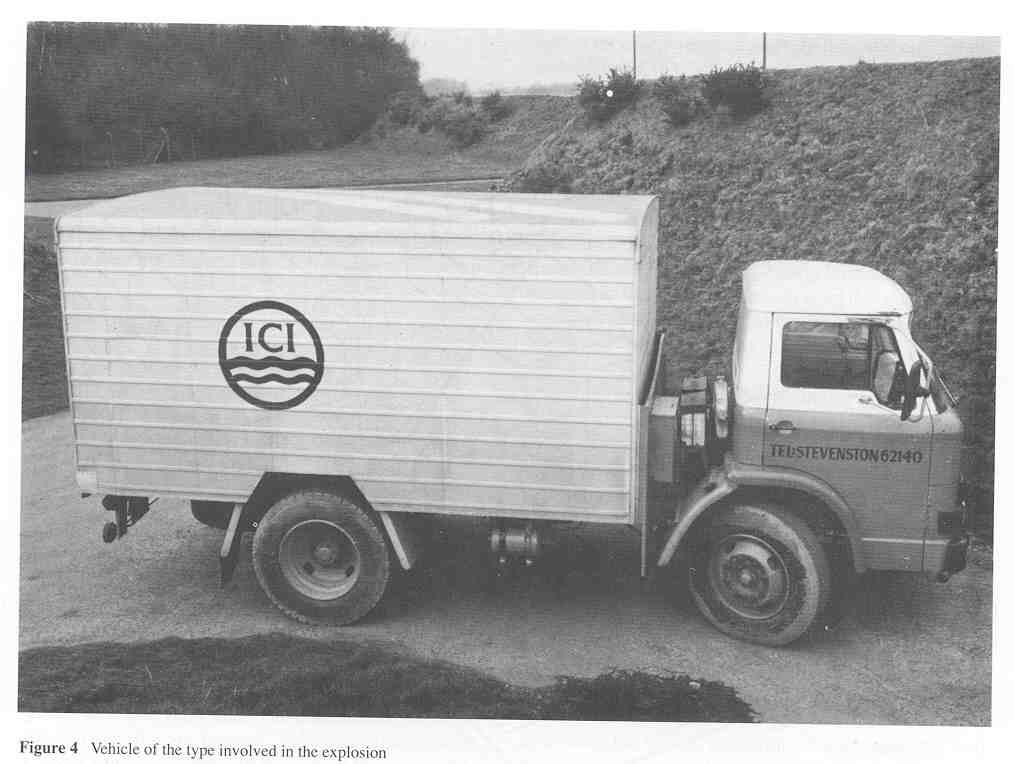 ICI
TEL:STEVENSTON 62140
Figure 4 Vehicle of the type involved in the explosion